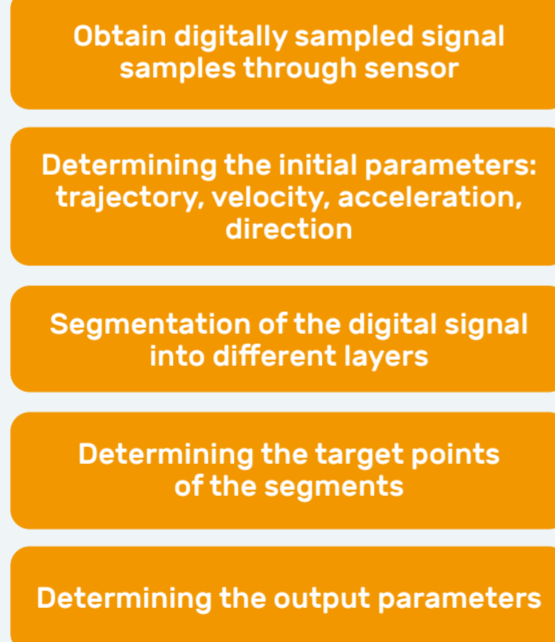 Obtain digitally sampled signal
samples through sensor
Determining the initial parameters:
trajectory, velocity, acceleration,
direction
Segmentation of the digital signal
into different layers
Determining the target points
of the segments
Determining the output parameters